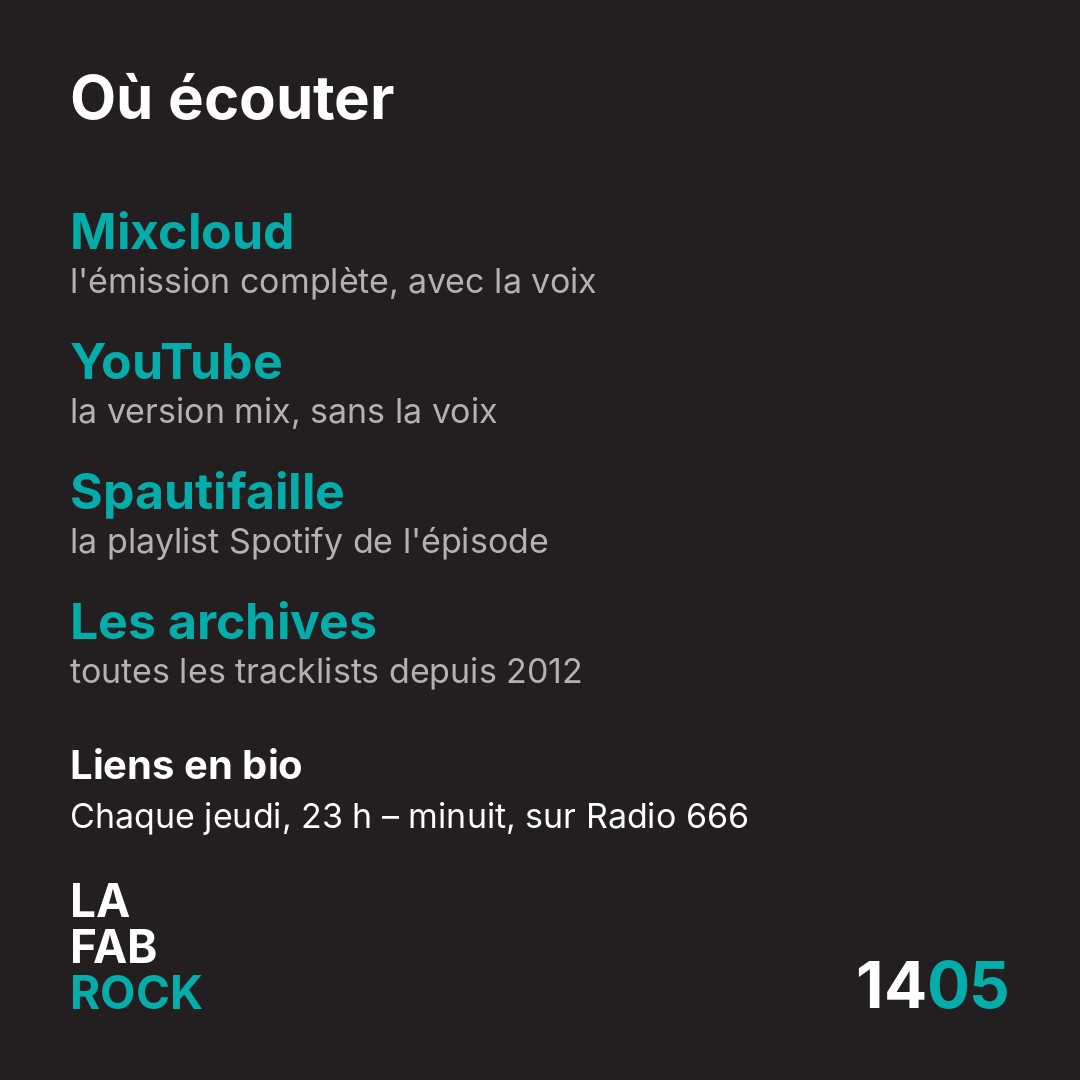 Où écouter
Mixcloud
l'émission complète, avec la voix
YouTube
la version mix, sans la voix
Spautifaille
la playlist Spotify de l'épisode
Les archives
toutes les tracklists depuis 2012
Liens en bio
Chaque jeudi, 23 h – minuit, sur Radio 666
LA
FAB
ROCK
1405